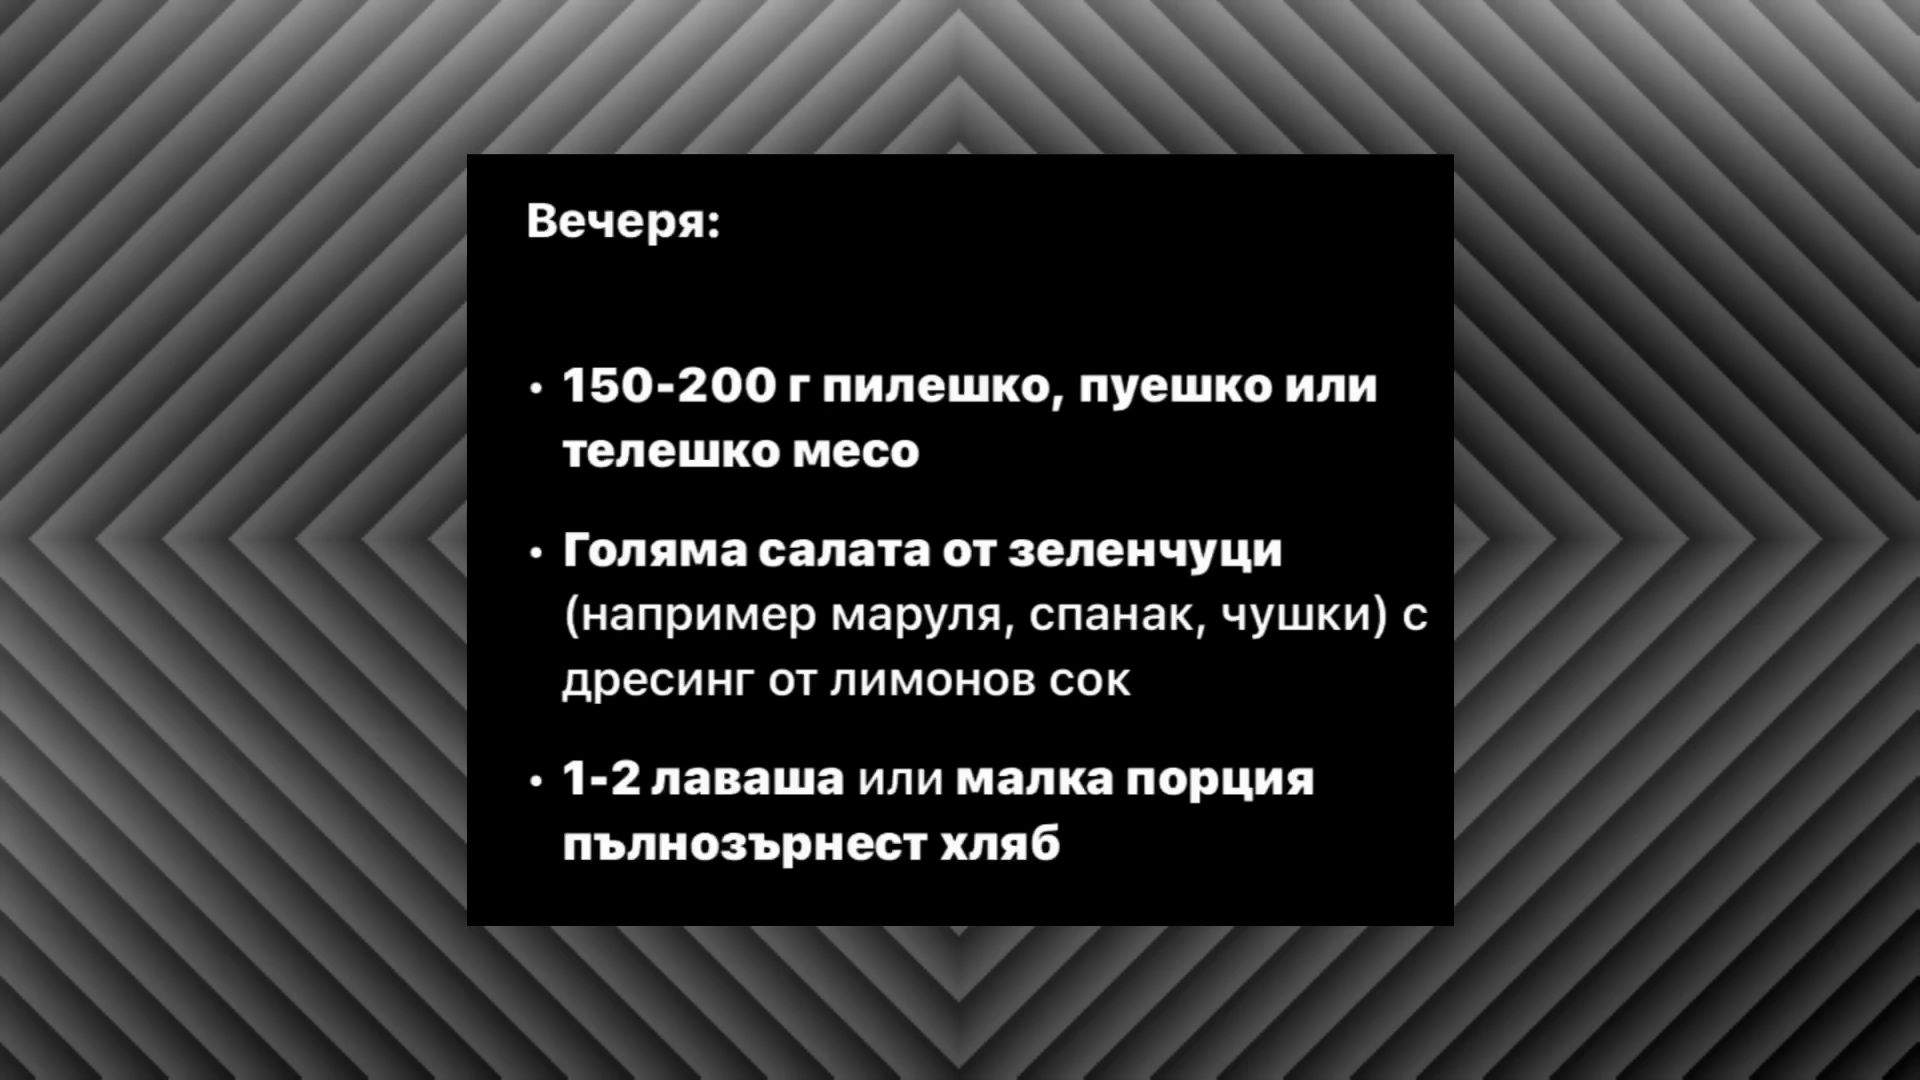 Вечеря:
• 150-200 г пилешко, пуешко или
телешко месо
• Голяма салата от зеленчуци
(например маруля, спанак, чушки) с
дресинг от лимонов сок
• 1-2 лаваша или малка порция
пълнозърнест хляб